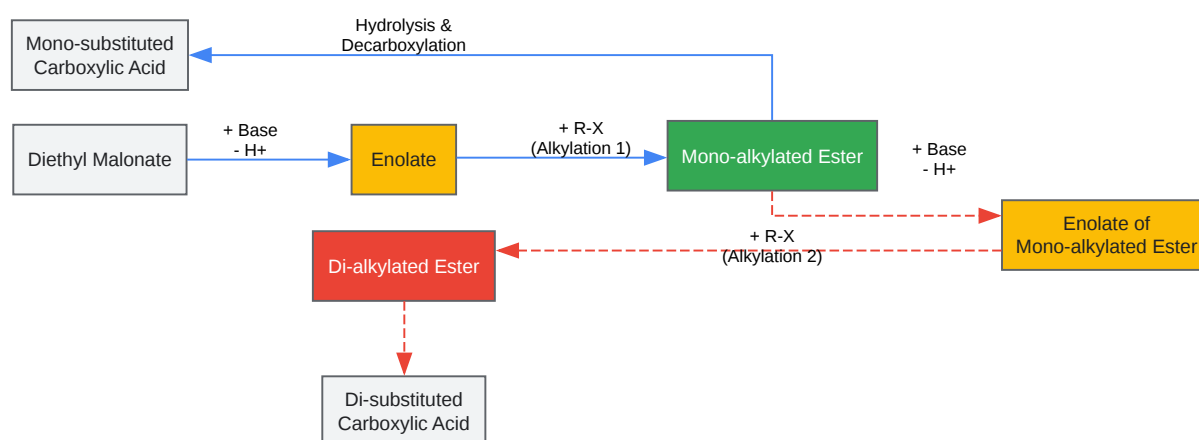 Hydrolysis &
Decarboxylation
Mono-substituted
Carboxylic Acid
Diethyl Malonate
+ Base
- H+
Enolate
+ R-X
(Alkylation 1)
Mono-alkylated Ester
+ Base
- H+
Enolate of
Mono-alkylated Ester
+ R-X
(Alkylation 2)
Di-alkylated Ester
Di-substituted
Carboxylic Acid